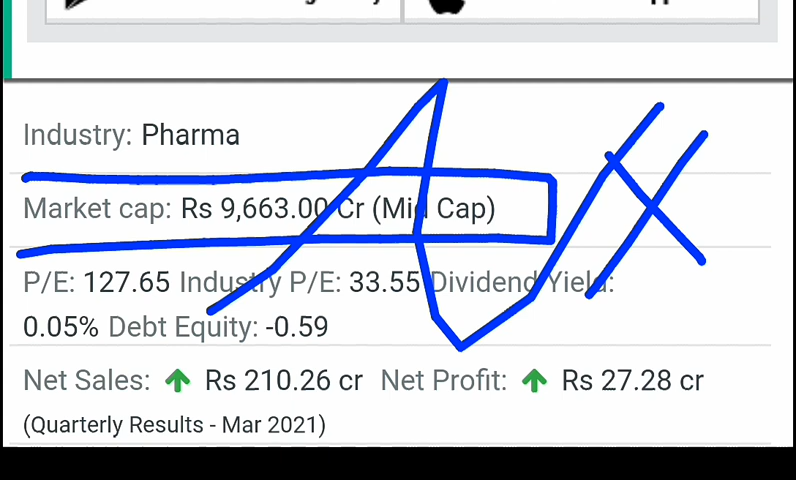 Industry: Pharma
Market cap: Rs 9,663.00 Cr (Mid Cap)
P/E: 127.65 Industry P/E: 33.55 Dividend Yield:
0.05% Debt Equity: -0.59
Net Sales: ↑ Rs 210.26 cr Net Profit: ↑ Rs 27.28 cr
(Quarterly Results - Mar 2021)